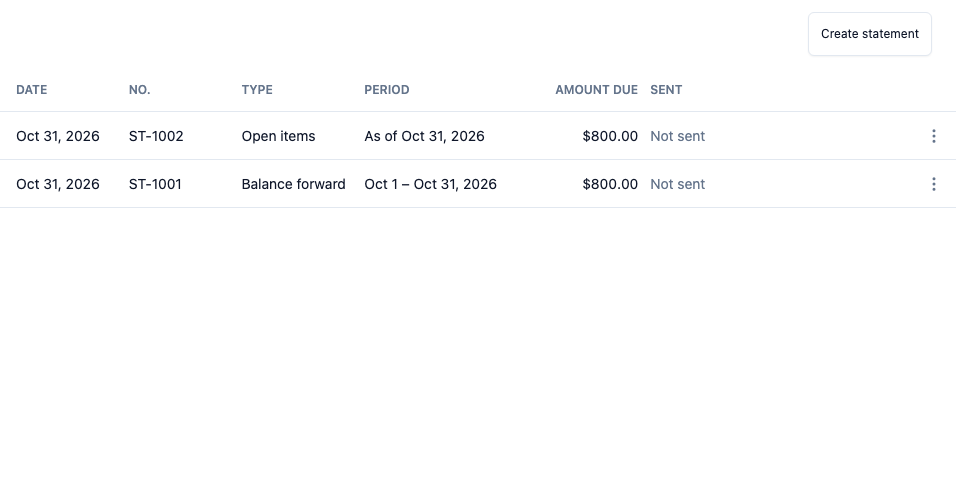 Create statement
DATE NO. TYPE PERIOD AMOUNT DUE SENT
Oct 31, 2026 ST-1002 Open items As of Oct 31, 2026 $800.00 Not sent
Oct 31, 2026 ST-1001 Balance forward Oct 1 – Oct 31, 2026 $800.00 Not sent